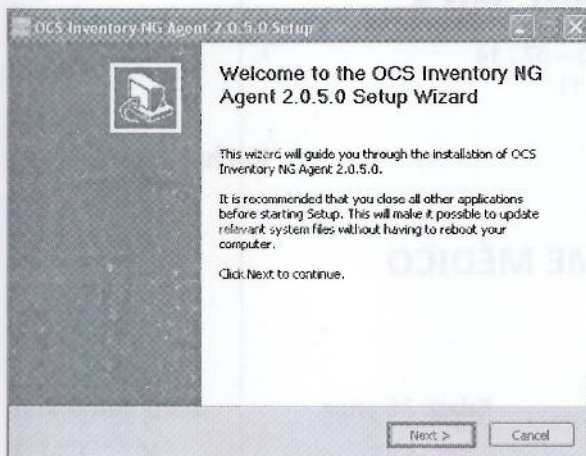 OCS Inventory NG Agent 2.0.5.0 Setup
Welcome to the OCS Inventory NG
Agent 2.0.5.0 Setup Wizard
This wizard will guide you through the installation of OCS
Inventory NG Agent 2.0.5.0.
It is recommended that you close all other applications
before starting Setup. This will make it possible to update
relevant system files without having to reboot your
computer.
Click Next to continue.
ME MÉDICO
Next >
Cancel